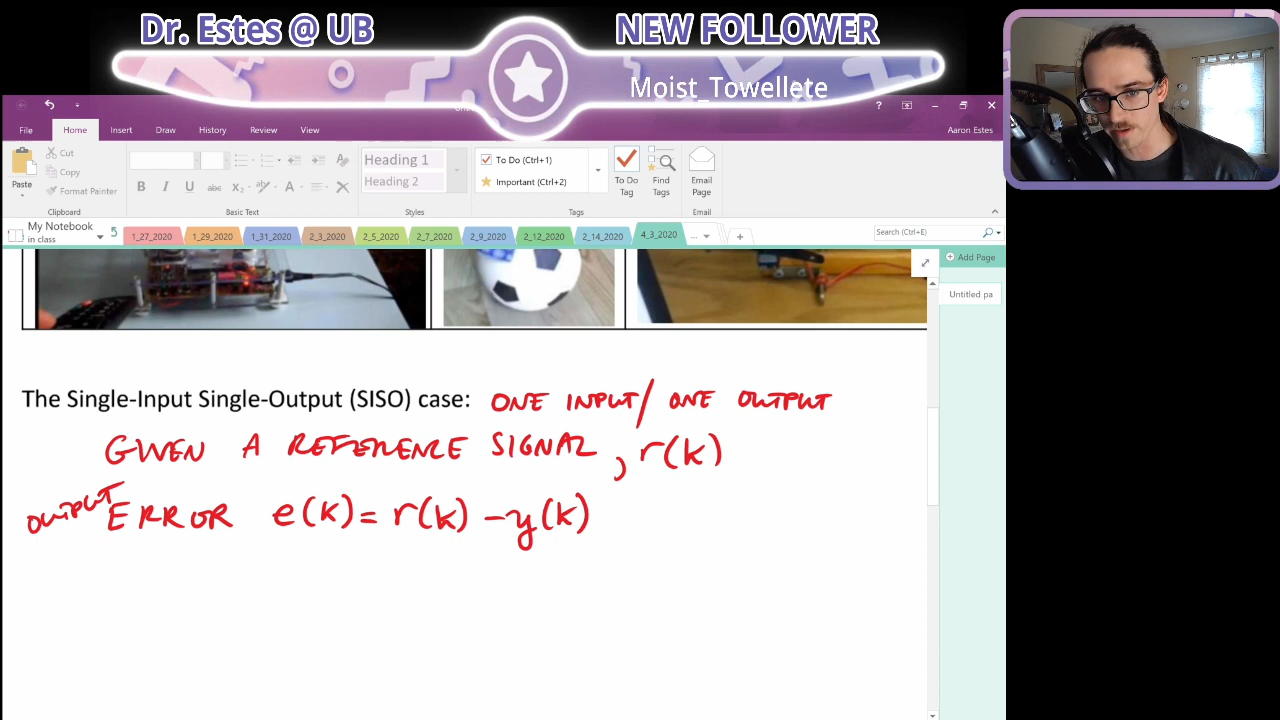 Dr. Estes @ UB
NEW FOLLOWER
Moist_Towellete
File Home Insert Draw History Review View
Aaron Estes
Paste
Cut
Copy
Format Painter
Clipboard
B I U abc X₂ A
Basic Text
Heading 1
Heading 2
Styles
To Do (Ctrl+1)
Important (Ctrl+2)
Tags
To Do
Tag
Find
Tags
Email
Page
Email
My Notebook
in class
1_27_2020 1_29_2020 1_31_2020 2_3_2020 2_5_2020 2_7_2020 2_9_2020 2_12_2020 2_14_2020 4_3_2020 ...
Search (Ctrl+E)
Add Page
Untitled pa
The Single-Input Single-Output (SISO) case: ONE INPUT/ ONE OUTPUT
GIVEN A REFERENCE SIGNAL, r(k)
OUTPUT ERROR e(k) = r(k) - y(k)